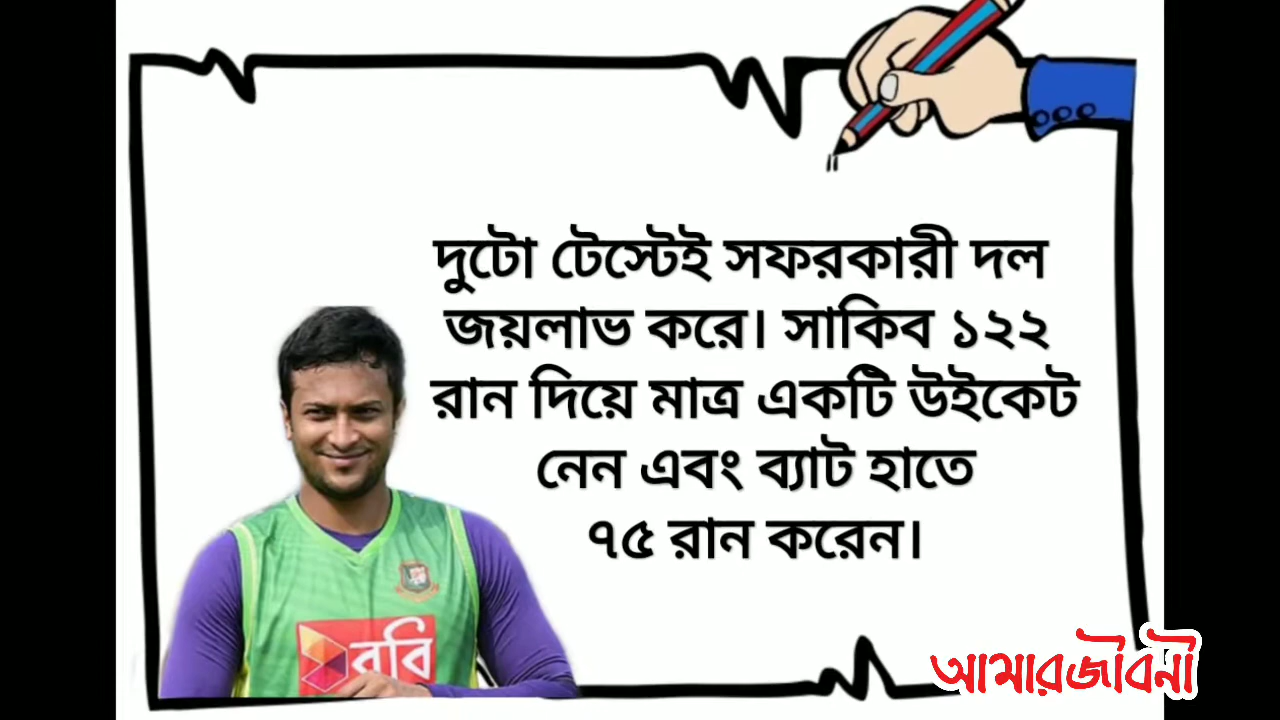 দুটো টেস্টেই সফরকারী দল
জয়লাভ করে। সাকিব ১২২
রান দিয়ে মাত্র একটি উইকেট
নেন এবং ব্যাট হাতে
৭৫ রান করেন।
রবি
আমারজীবনী